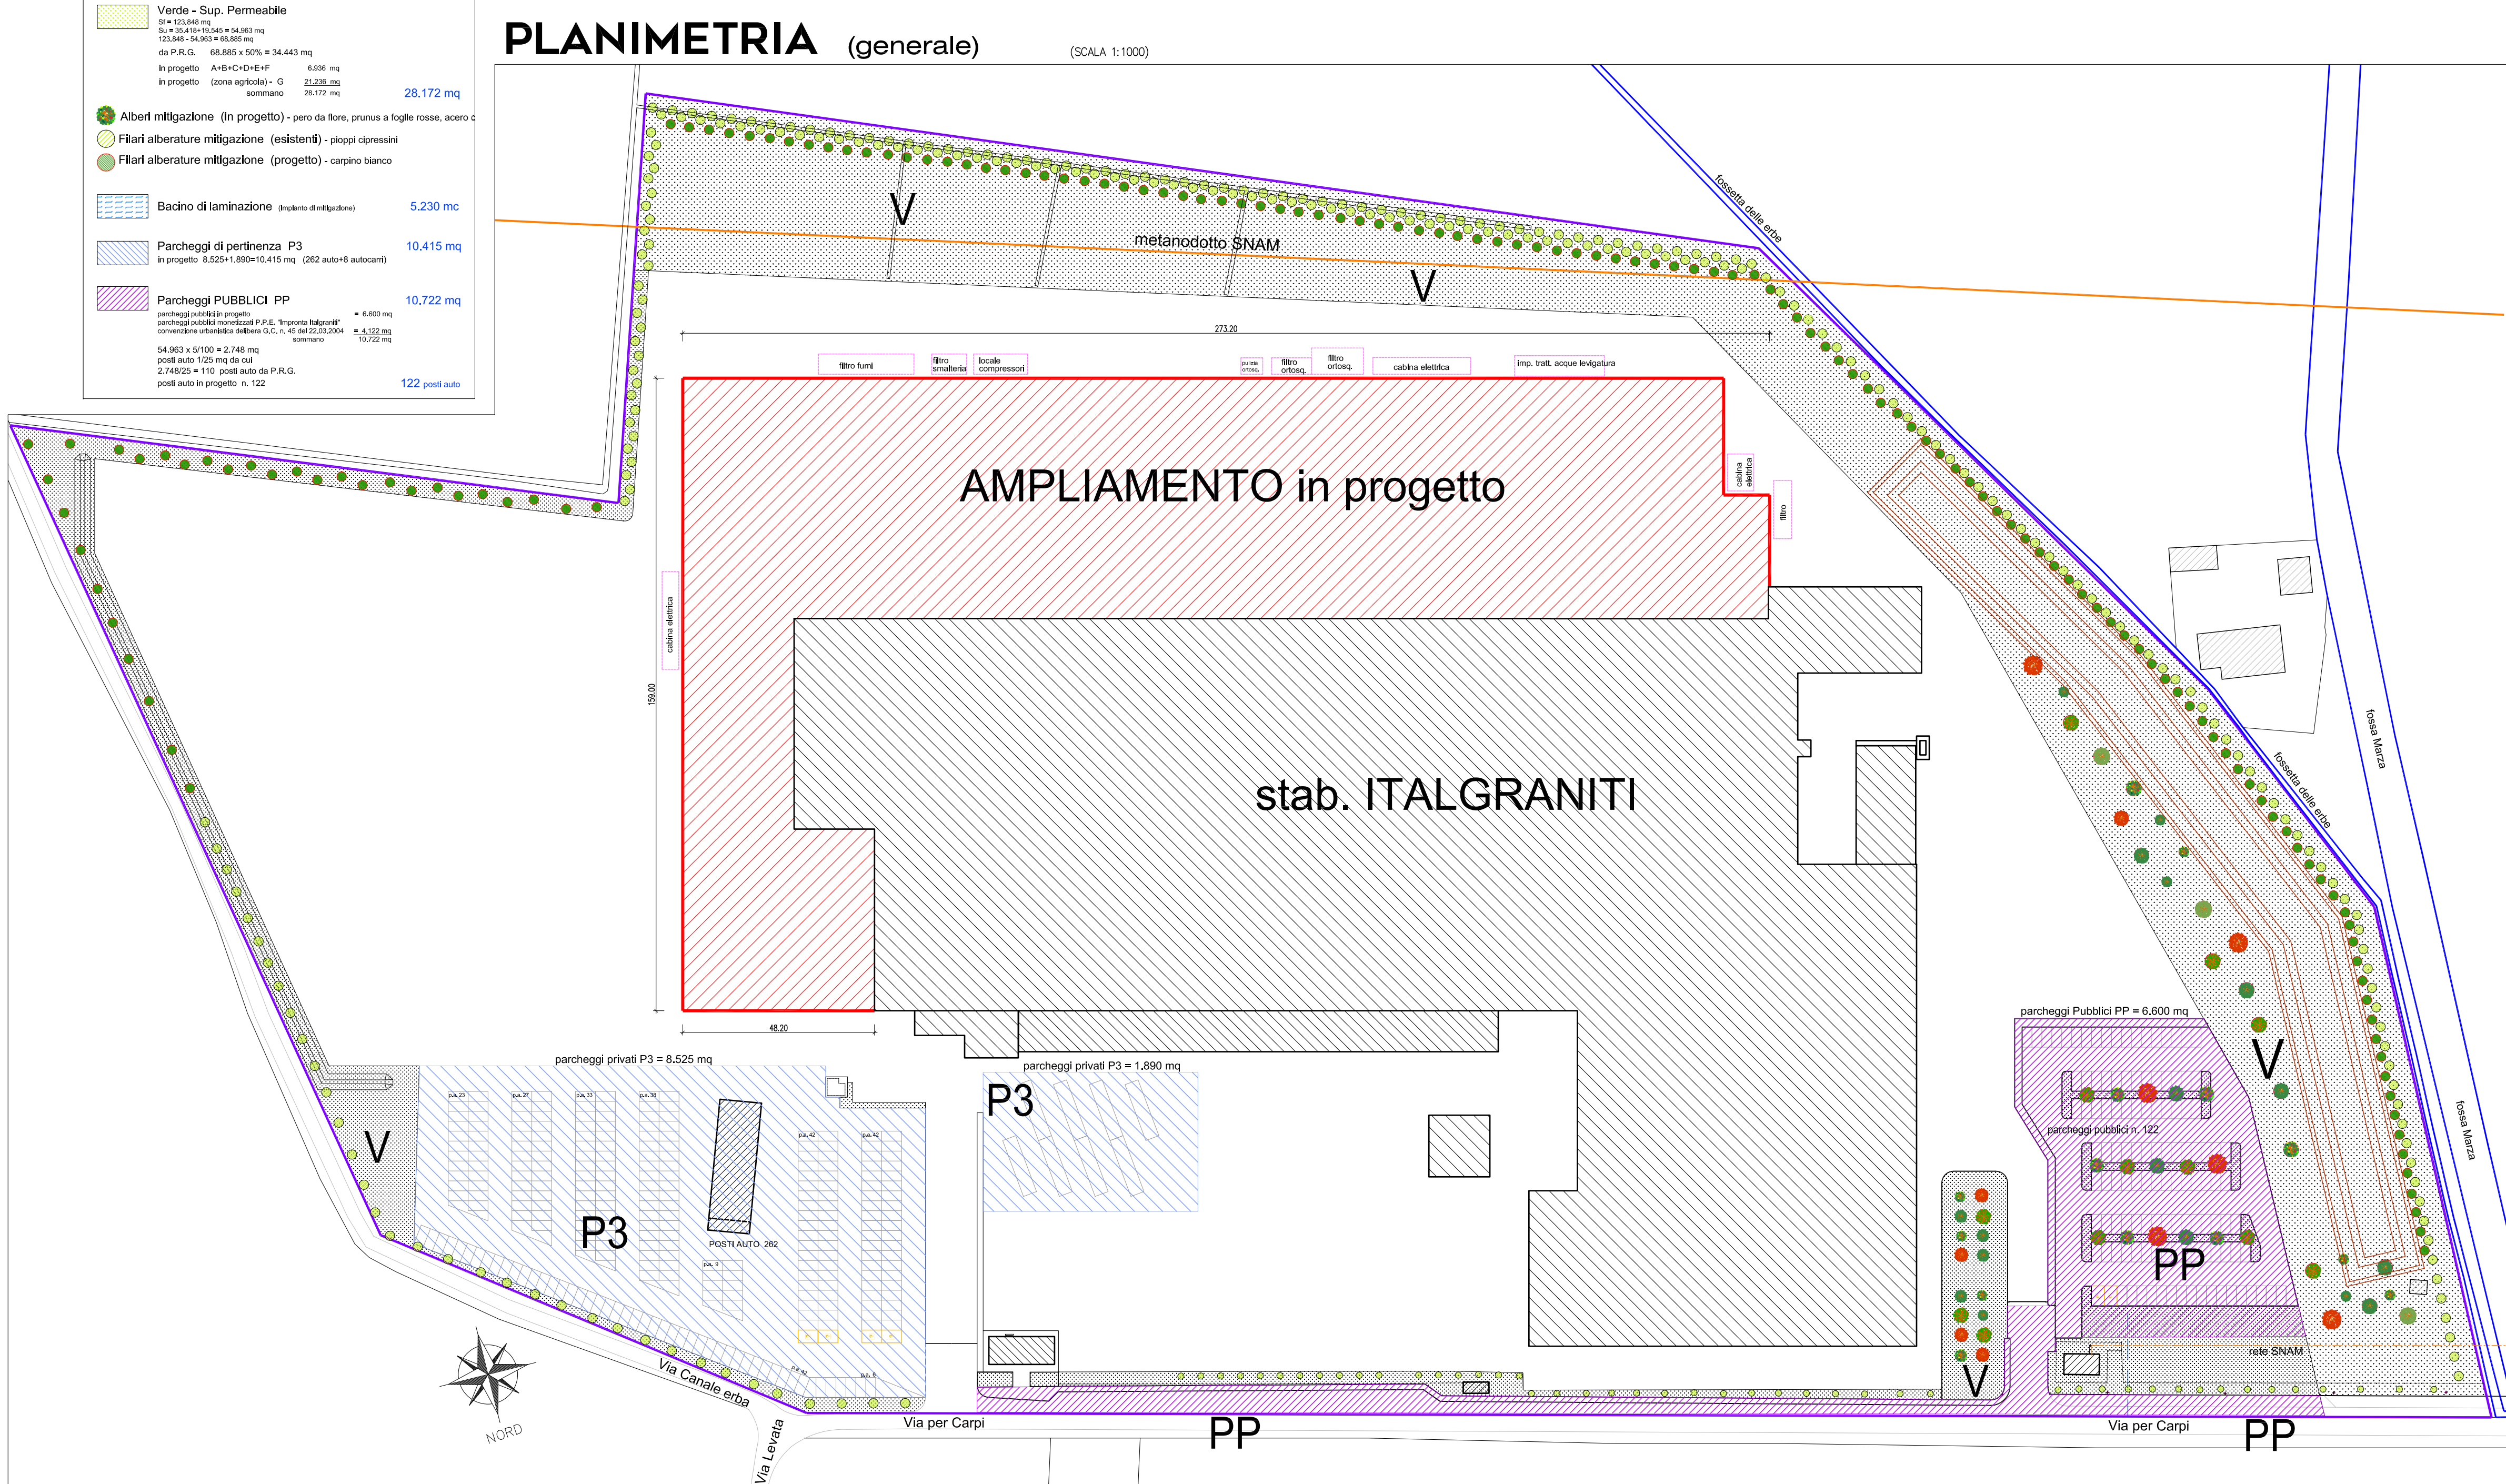 Verde - Sup. Permeabile
Sf = 123,848 mq
Su = 35,418+19,545 = 54,963 mq
123,848 - 54,963 = 68,885 mq
da P.R.G. 68.885 x 50% = 34.443 mq
in progetto A+B+C+D+E+F 6.936 mq
in progetto (zona agricola) - G 21.236 mq
sommano 28.172 mq
28.172 mq
Alberi mitigazione (in progetto) - pero da fiore, prunus a foglie rosse, acero
Filari alberature mitigazione (esistenti) - pioppi cipressini
Filari alberature mitigazione (progetto) - carpino bianco
Bacino di laminazione (Impianto di mitigazione) 5.230 mc
Parcheggi di pertinenza P3 10,415 mq
in progetto 8.525+1,890=10,415 mq (262 auto+8 autocarri)
Parcheggi PUBBLICI PP 10.722 mq
parcheggi pubblici in progetto = 6.600 mq
parcheggi pubblici monetizzati P.P.E. "Impronta Italgraniti"
convenzione urbanistica delibera G.C. n. 45 del 22.03.2004 = 4,122 mq
sommano 10.722 mq
54.963 x 5/100 = 2.748 mq
posti auto 1/25 mq da cui
2.748/25 = 110 posti auto da P.R.G.
posti auto in progetto n. 122
122 posti auto
PLANIMETRIA (generale) (SCALA 1:1000)
fossetta delle erbe
V
metanodotto SNAM
V
273.20
filtro fumi
filtro
smalteria
locale
compressori
pulizia
ortosq.
filtro
ortosq.
filtro
ortosq.
cabina elettrica
imp. tratt. acque levigatura
AMPLIAMENTO in progetto
cabina
elettrica
filtro
cabina elettrica
159.00
stab. ITALGRANITI
fossa Marza
fossetta delle erbe
48.20
parcheggi privati P3 = 8.525 mq
parcheggi privati P3 = 1.890 mq
parcheggi Pubblici PP = 6.600 mq
P3
V
p.a. 23
p.a. 27
p.a. 33
p.a. 38
p.a. 42
p.a. 42
parcheggi pubblici n. 122
fossa Marza
V
P3
POSTI AUTO 262
p.a. 9
PP
p.a. 42
p.a. 6
rete SNAM
V
NORD
Via Canale erba
Via Levata
Via per Carpi
PP
Via per Carpi
PP